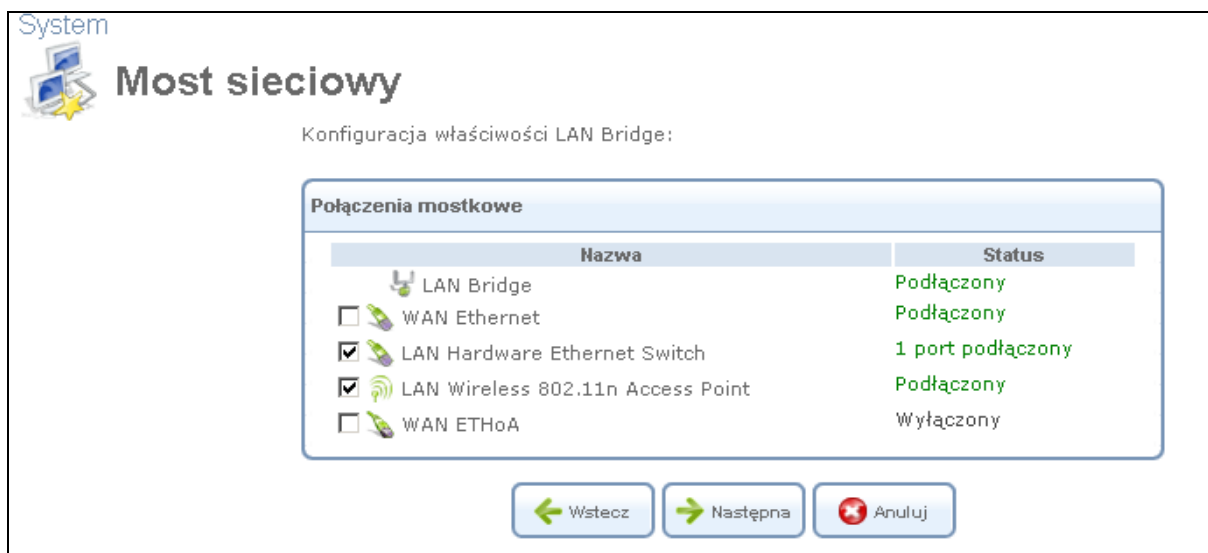 System
Most sieciowy
Konfiguracja właściwości LAN Bridge:
Połączenia mostkowe
Nazwa Status
LAN Bridge Podłączony
WAN Ethernet Podłączony
LAN Hardware Ethernet Switch 1 port podłączony
LAN Wireless 802.11n Access Point Podłączony
WAN ETHoA Wyłączony
Wstecz Następna Anuluj